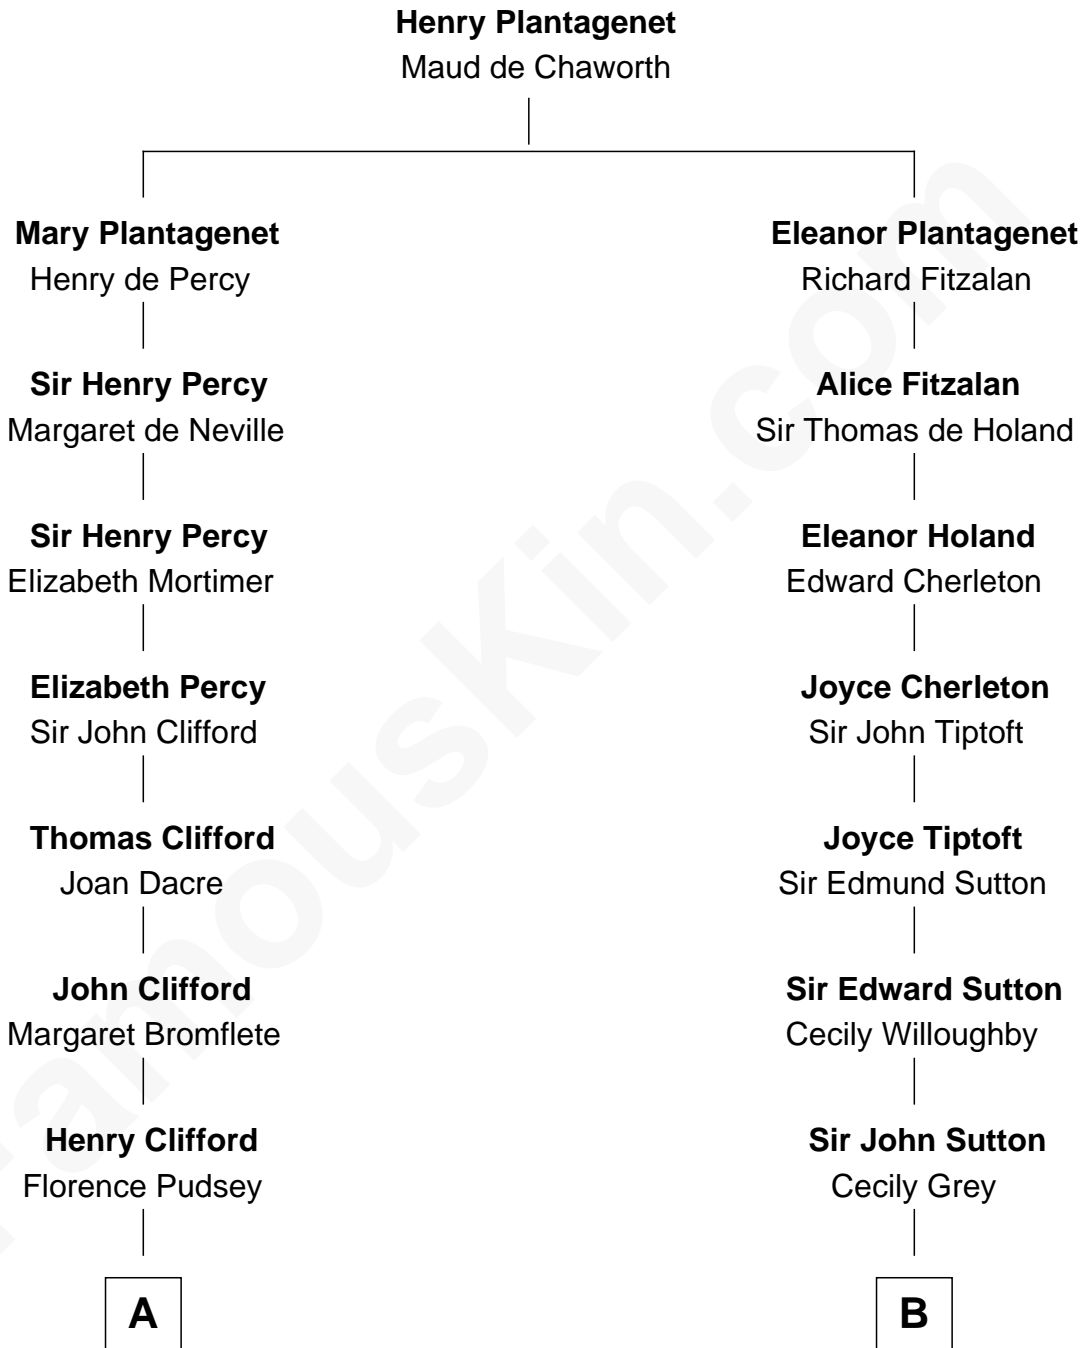 Henry Plantagenet
Maud de Chaworth
Mary Plantagenet
Henry de Percy
Eleanor Plantagenet
Richard Fitzalan
Sir Henry Percy
Margaret de Neville
Alice Fitzalan
Sir Thomas de Holand
Sir Henry Percy
Elizabeth Mortimer
Eleanor Holand
Edward Cherleton
Elizabeth Percy
Sir John Clifford
Joyce Cherleton
Sir John Tiptoft
Thomas Clifford
Joan Dacre
Joyce Tiptoft
Sir Edmund Sutton
John Clifford
Margaret Bromflete
Sir Edward Sutton
Cecily Willoughby
Henry Clifford
Florence Pudsey
Sir John Sutton
Cecily Grey
A
B
FamousKin.com